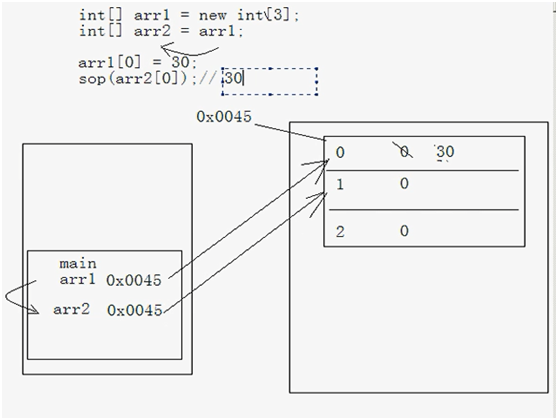 int[] arr1 = new int[3];
int[] arr2 = arr1;
arr1[0] = 30;
sop(arr2[0]);// 30
0x0045
0 0 30
1 0
2 0
main
arr1 0x0045
arr2 0x0045